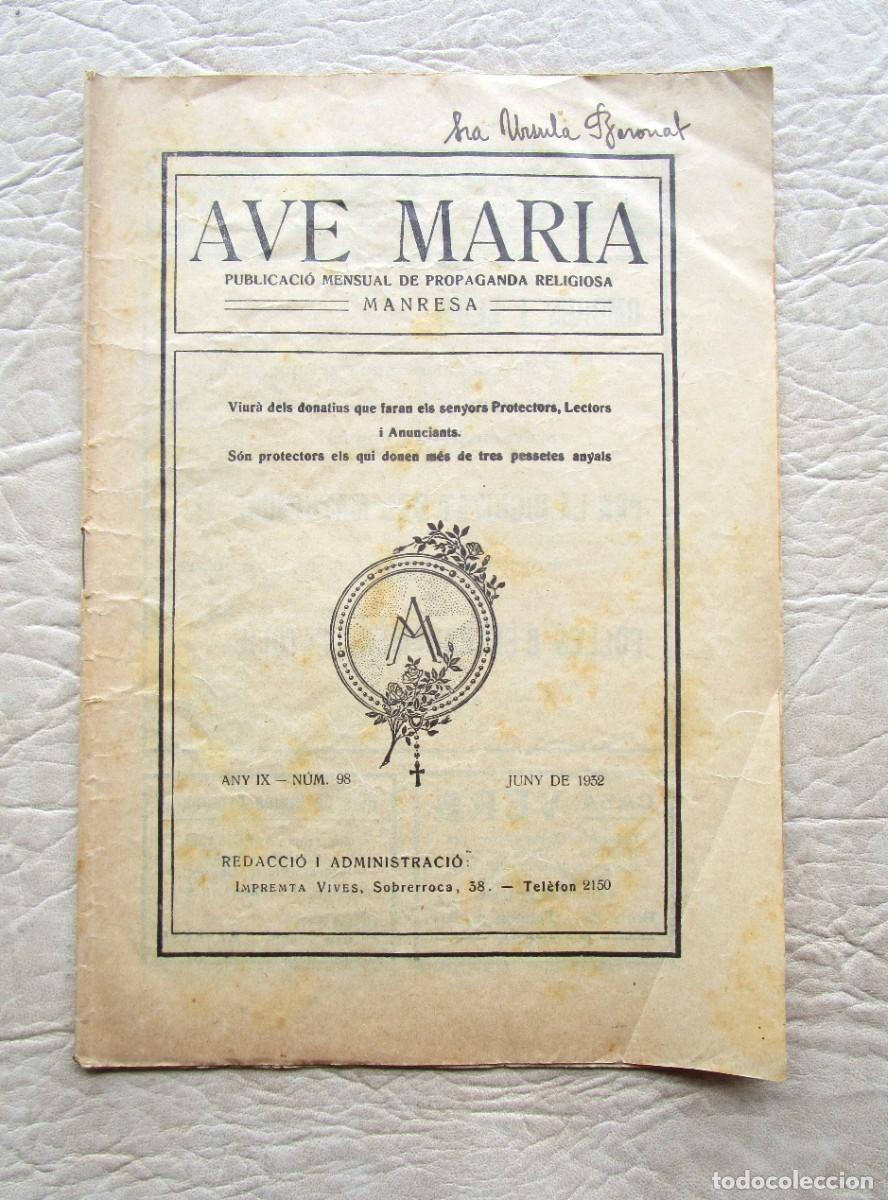 Sra Ursula
AVE MARIA
PUBLICACIÓ MENSUAL DE PROPAGANDA RELIGIOSA
MANRESA
Viurà dels donatius que faran els senyors Protectors, Lectors
i Anunciants.
Són protectors els qui donen més de tres pessetes anyals
AM
ANY IX — NÚM. 98 JUNY DE 1932
REDACCIÓ I ADMINISTRACIÓ:
IMPREMTA VIVES, Sobrerroca, 38. — Telèfon 2150
todocoleccion